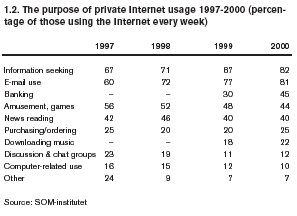 1.2. The purpose of private Internet usage 1997-2000 (percen-
tage of those using the Internet every week)
1997 1998 1999 2000
Information seeking 67 71 87 82
E-mail use 60 72 77 81
Banking – – 30 45
Amusement, games 56 52 48 44
News reading 42 46 40 40
Purchasing/ordering 25 20 20 25
Downloading music – – 18 22
Discussion & chat groups 23 19 11 12
Computer-related use 16 15 12 10
Other 24 9 7 7
Source: SOM-institutet